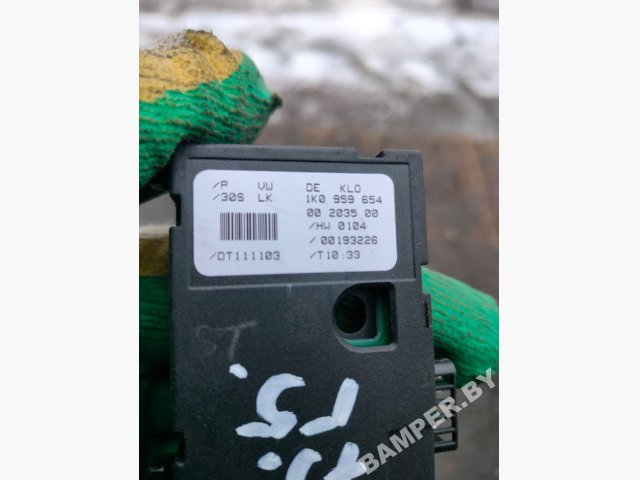 /P VW DE KLO
/30S LK 1K0 959 654
00 2035 00
/HW 0104
/00193226
/DT111103 /T10:33
ST
BAMPER.BY